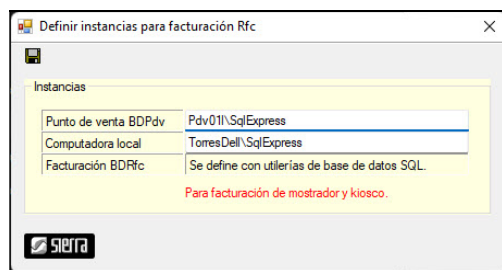 Definir instancias para facturación Rfc
Instancias
Punto de venta BDPdv Pdv01l\SqlExpress
Computadora local TorresDell\SqlExpress
Facturación BDRfc Se define con utilerías de base de datos SQL.
Para facturación de mostrador y kiosco.
sierra